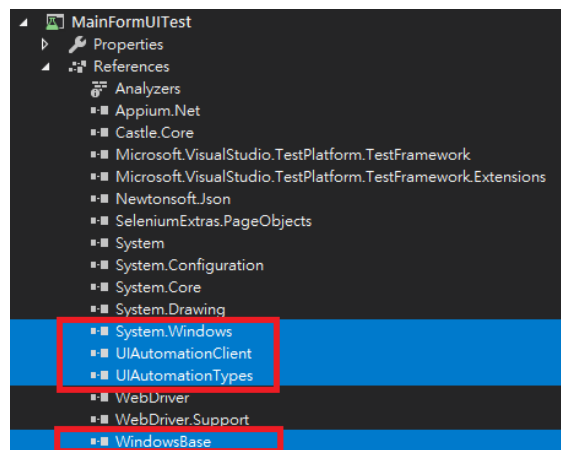 MainFormUITest
Properties
References
Analyzers
Appium.Net
Castle.Core
Microsoft.VisualStudio.TestPlatform.TestFramework
Microsoft.VisualStudio.TestPlatform.TestFramework.Extensions
Newtonsoft.Json
SeleniumExtras.PageObjects
System
System.Configuration
System.Core
System.Drawing
System.Windows
UIAutomationClient
UIAutomationTypes
WebDriver
WebDriver.Support
WindowsBase